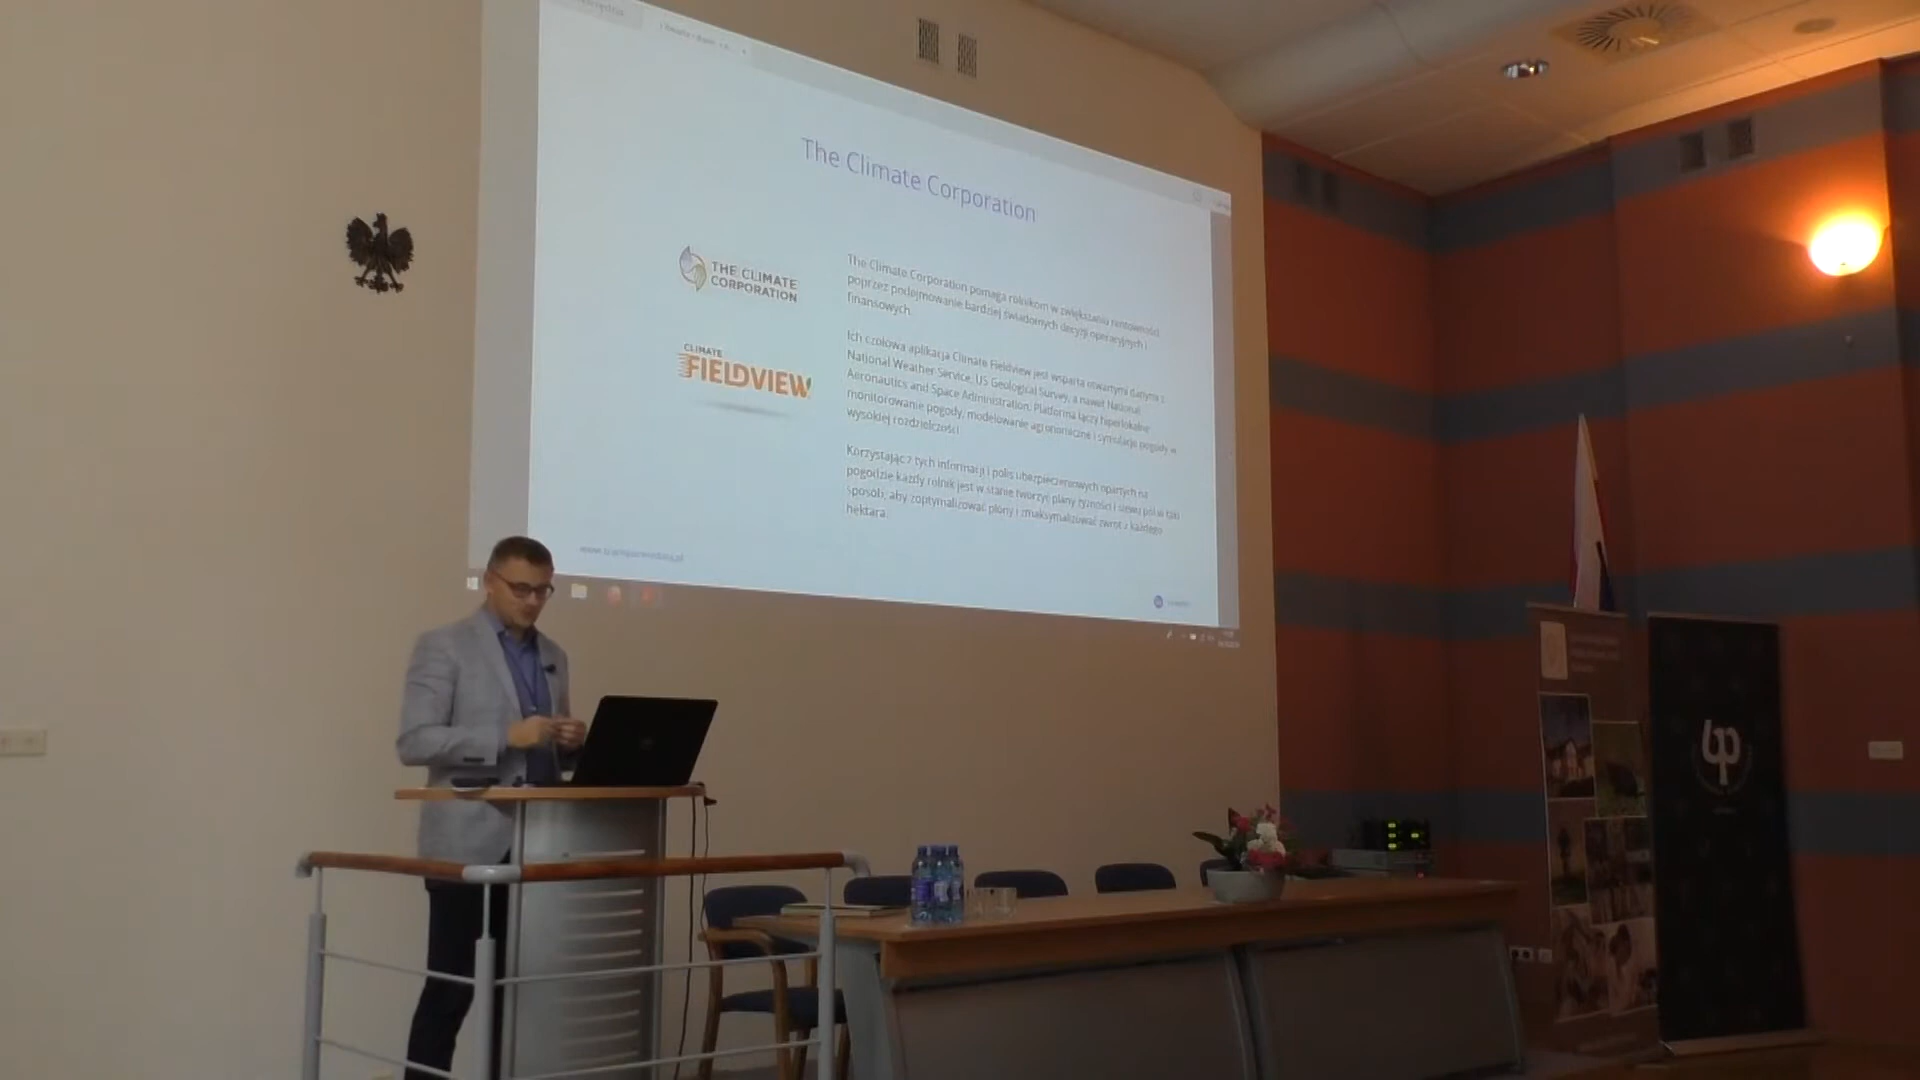 The Climate Corporation
THE CLIMATE
CORPORATION
CLIMATE
FIELDVIEW
The Climate Corporation pomaga rolnikom w zwiększaniu rentowności
poprzez podejmowanie bardziej świadomych decyzji operacyjnych i
finansowych.
Ich czołowa aplikacja Climate Fieldview jest wsparta otwartymi danymi z
National Weather Service, US Geological Survey, a nawet National
Aeronautics and Space Administration. Platforma łączy hiperlokalne
monitorowanie pogody, modelowanie agronomiczne i symulacje pogody w
wysokiej rozdzielczości.
Korzystając z tych informacji i polis ubezpieczeniowych opartych na
pogodzie każdy rolnik jest w stanie tworzyć plany żyzności i siewu pól w taki
sposób, aby zoptymalizować plony i zmaksymalizować zwrot z każdego
hektara.